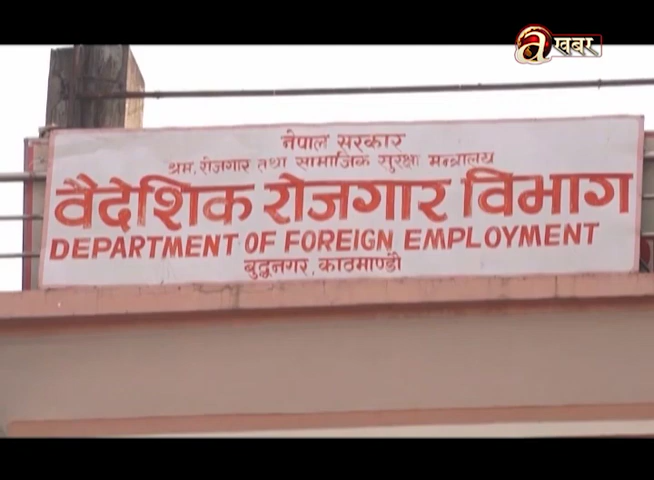 खबर
नेपाल सरकार
श्रम, रोजगार तथा सामाजिक सुरक्षा मन्त्रालय
वैदेशिक रोजगार विभाग
DEPARTMENT OF FOREIGN EMPLOYMENT
बुद्धनगर, काठमाण्डौ